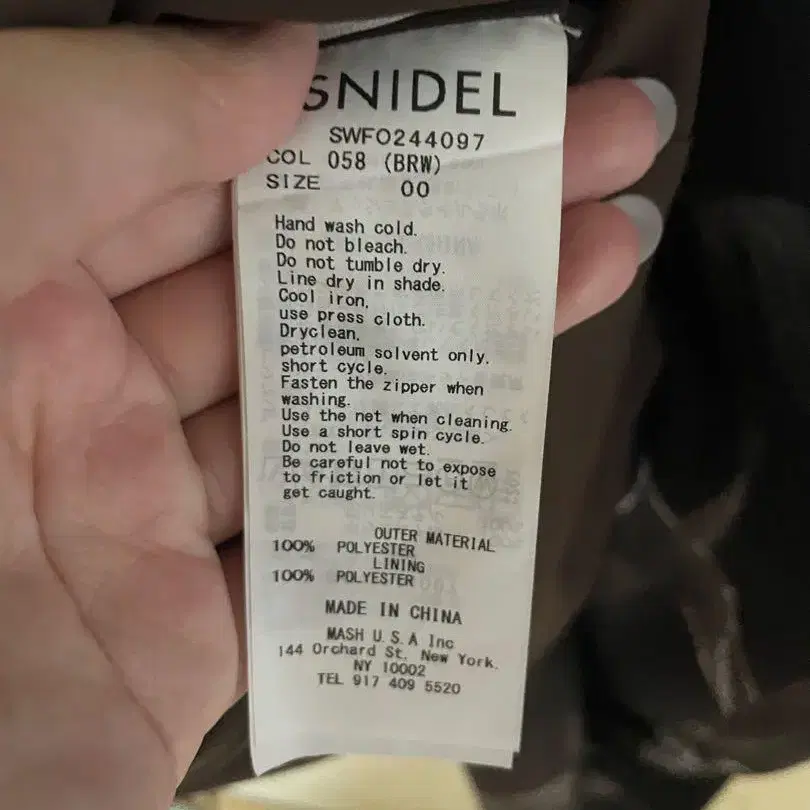 SNIDEL
SWFO244097
COL 058 (BRW)
SIZE 00
Hand wash cold.
Do not bleach.
Do not tumble dry.
Line dry in shade.
Cool iron,
use press cloth.
Dryclean,
petroleum solvent only,
short cycle.
Fasten the zipper when
washing.
Use the net when cleaning.
Use a short spin cycle.
Do not leave wet.
Be careful not to expose
to friction or let it
get caught.
OUTER MATERIAL
100% POLYESTER
LINING
100% POLYESTER
MADE IN CHINA
MASH U.S.A Inc
144 Orchard St, New York,
NY 10002
TEL 917 409 5520